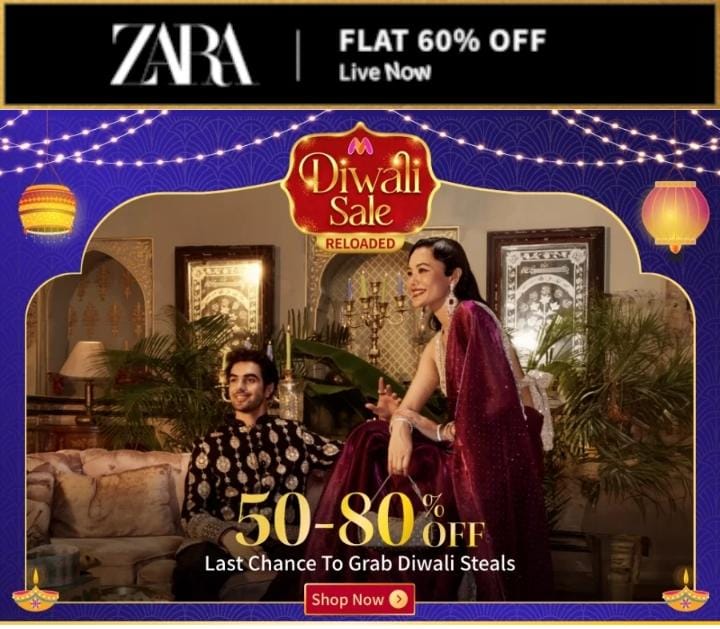 ZARA
FLAT 60% OFF
Live Now
Diwali
Sale
RELOADED
50-80% OFF
Last Chance To Grab Diwali Steals
Shop Now